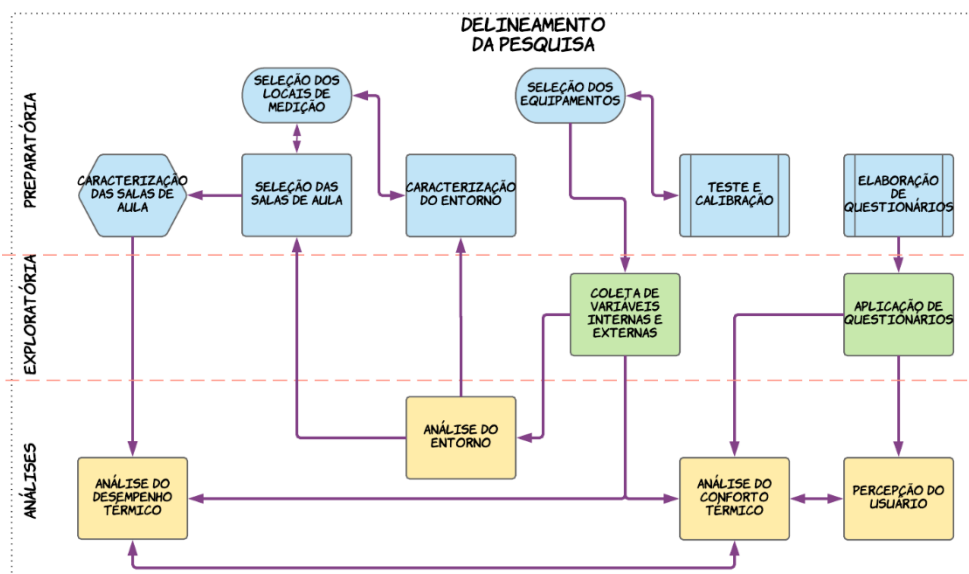 DELINEAMENTO
DA PESQUISA
PREPARATÓRIA
SELEÇÃO DOS
LOCAIS DE
MEDIÇÃO
SELEÇÃO DOS
EQUIPAMENTOS
CARACTERIZAÇÃO
DAS SALAS DE
AULA
SELEÇÃO DAS
SALAS DE AULA
CARACTERIZAÇÃO
DO ENTORNO
TESTE E
CALIBRAÇÃO
ELABORAÇÃO
DE
QUESTIONÁRIOS
EXPLORATÓRIA
COLETA DE
VARIÁVEIS
INTERNAS E
EXTERNAS
APLICAÇÃO DE
QUESTIONÁRIOS
ANÁLISES
ANÁLISE DO
ENTORNO
ANÁLISE DO
DESEMPENHO
TÉRMICO
ANÁLISE DO
CONFORTO
TÉRMICO
PERCEPÇÃO DO
USUÁRIO